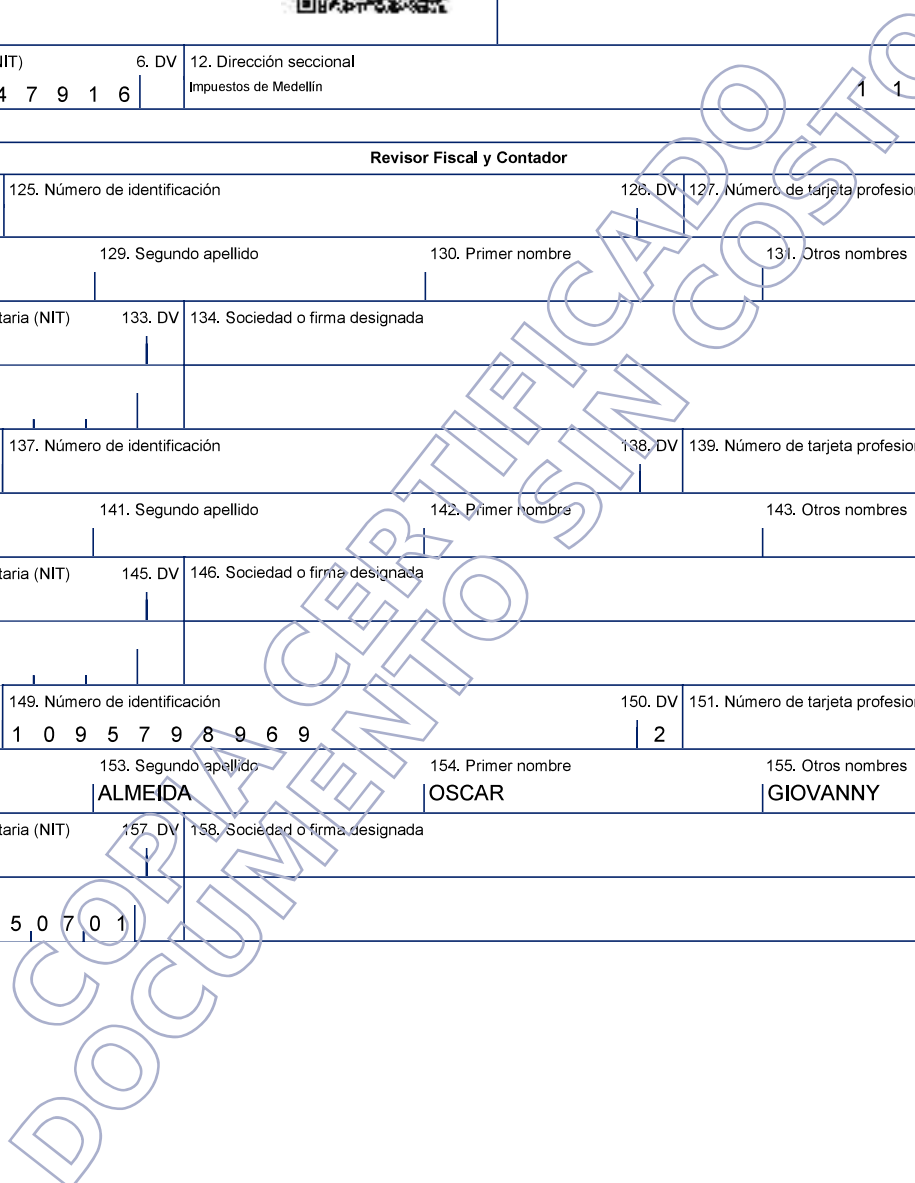 IIT) 6. DV 12. Dirección seccional
4 7 9 1 6 Impuestos de Medellín 1 1
Revisor Fiscal y Contador
125. Número de identificación 126. DV 127. Número de tarjeta profesion
129. Segundo apellido 130. Primer nombre 131. Otros nombres
taria (NIT) 133. DV 134. Sociedad o firma designada
137. Número de identificación 138. DV 139. Número de tarjeta profesion
141. Segundo apellido 142. Primer nombre 143. Otros nombres
taria (NIT) 145. DV 146. Sociedad o firma designada
149. Número de identificación 150. DV 151. Número de tarjeta profesion
1 0 9 5 7 9 8 9 6 9 2
153. Segundo apellido 154. Primer nombre 155. Otros nombres
ALMEIDA OSCAR GIOVANNY
taria (NIT) 157. DV 158. Sociedad o firma designada
5 0 7 0 1
COPIA CERTIFICADO
DOCUMENTO SIN COSTO